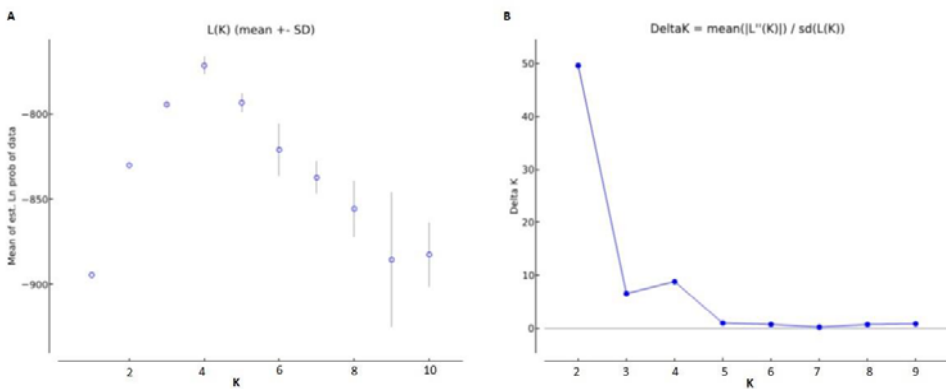 A
L(K) (mean +- SD)
Mean of est. Ln prob of data
−800
−850
−900
2
4
6
8
10
K
B
DeltaK = mean(|L''(K)|) / sd(L(K))
Delta K
50
40
30
20
10
0
2
3
4
5
6
7
8
9
K